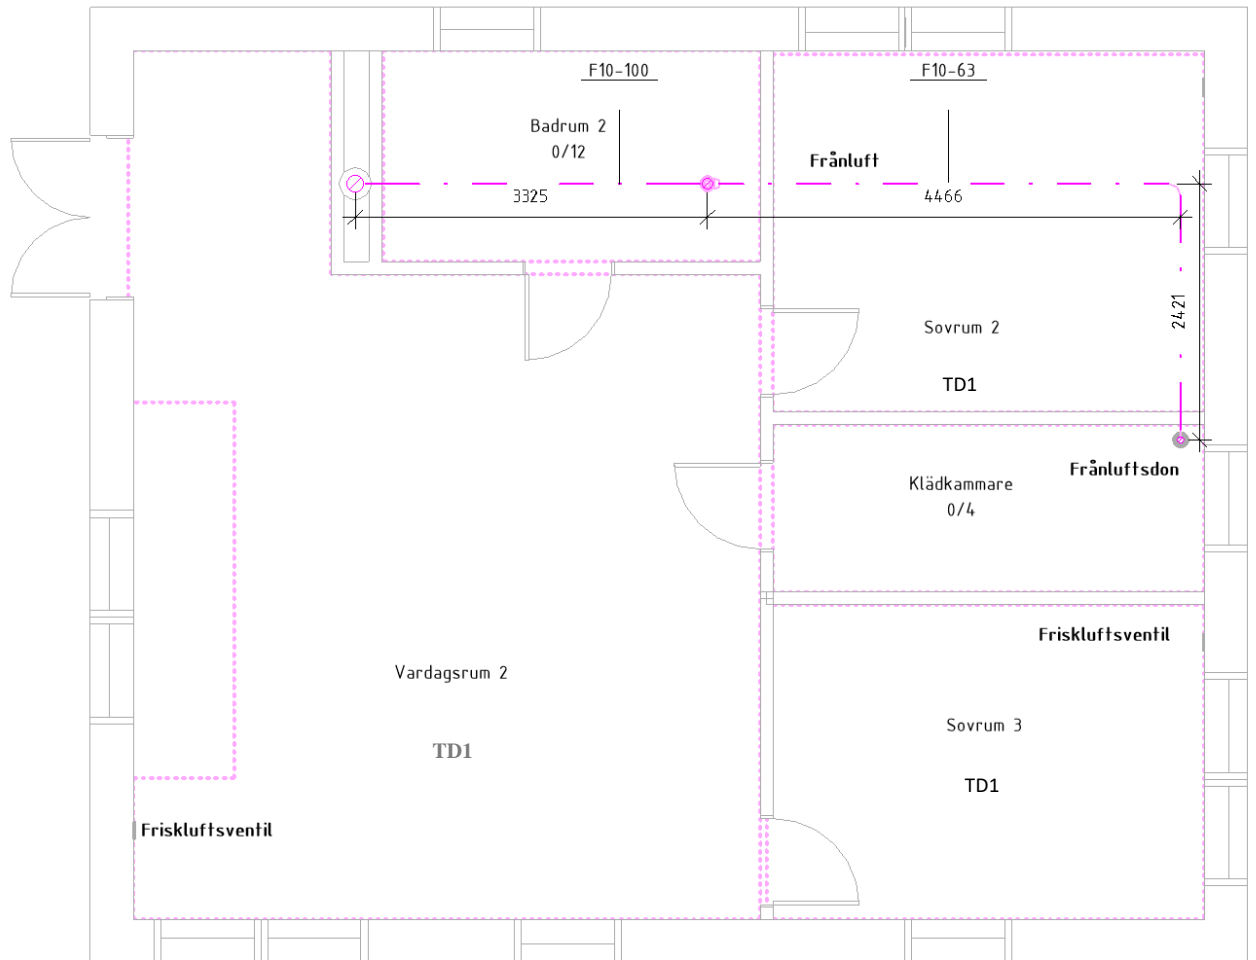 F10-100
F10-63
Badrum 2
0/12
Frånluft
3325
4466
2421
Sovrum 2
TD1
Frånluftsdon
Klädkammare
0/4
Friskluftsventil
Vardagsrum 2
TD1
Sovrum 3
TD1
Friskluftsventil